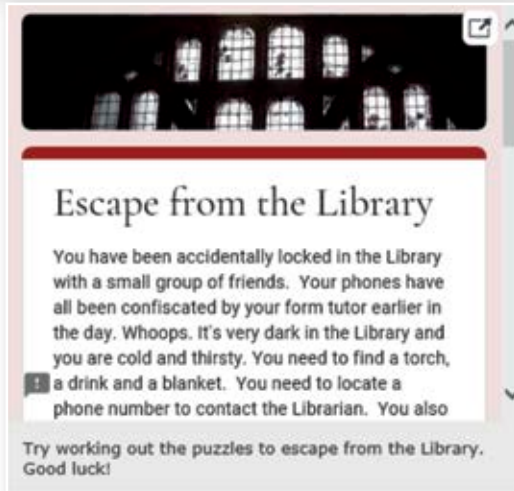 Escape from the Library
You have been accidentally locked in the Library
with a small group of friends.  Your phones have
all been confiscated by your form tutor earlier in
the day. Whoops. It's very dark in the Library and
you are cold and thirsty. You need to find a torch,
a drink and a blanket.  You need to locate a
phone number to contact the Librarian.  You also
Try working out the puzzles to escape from the Library.
Good luck!